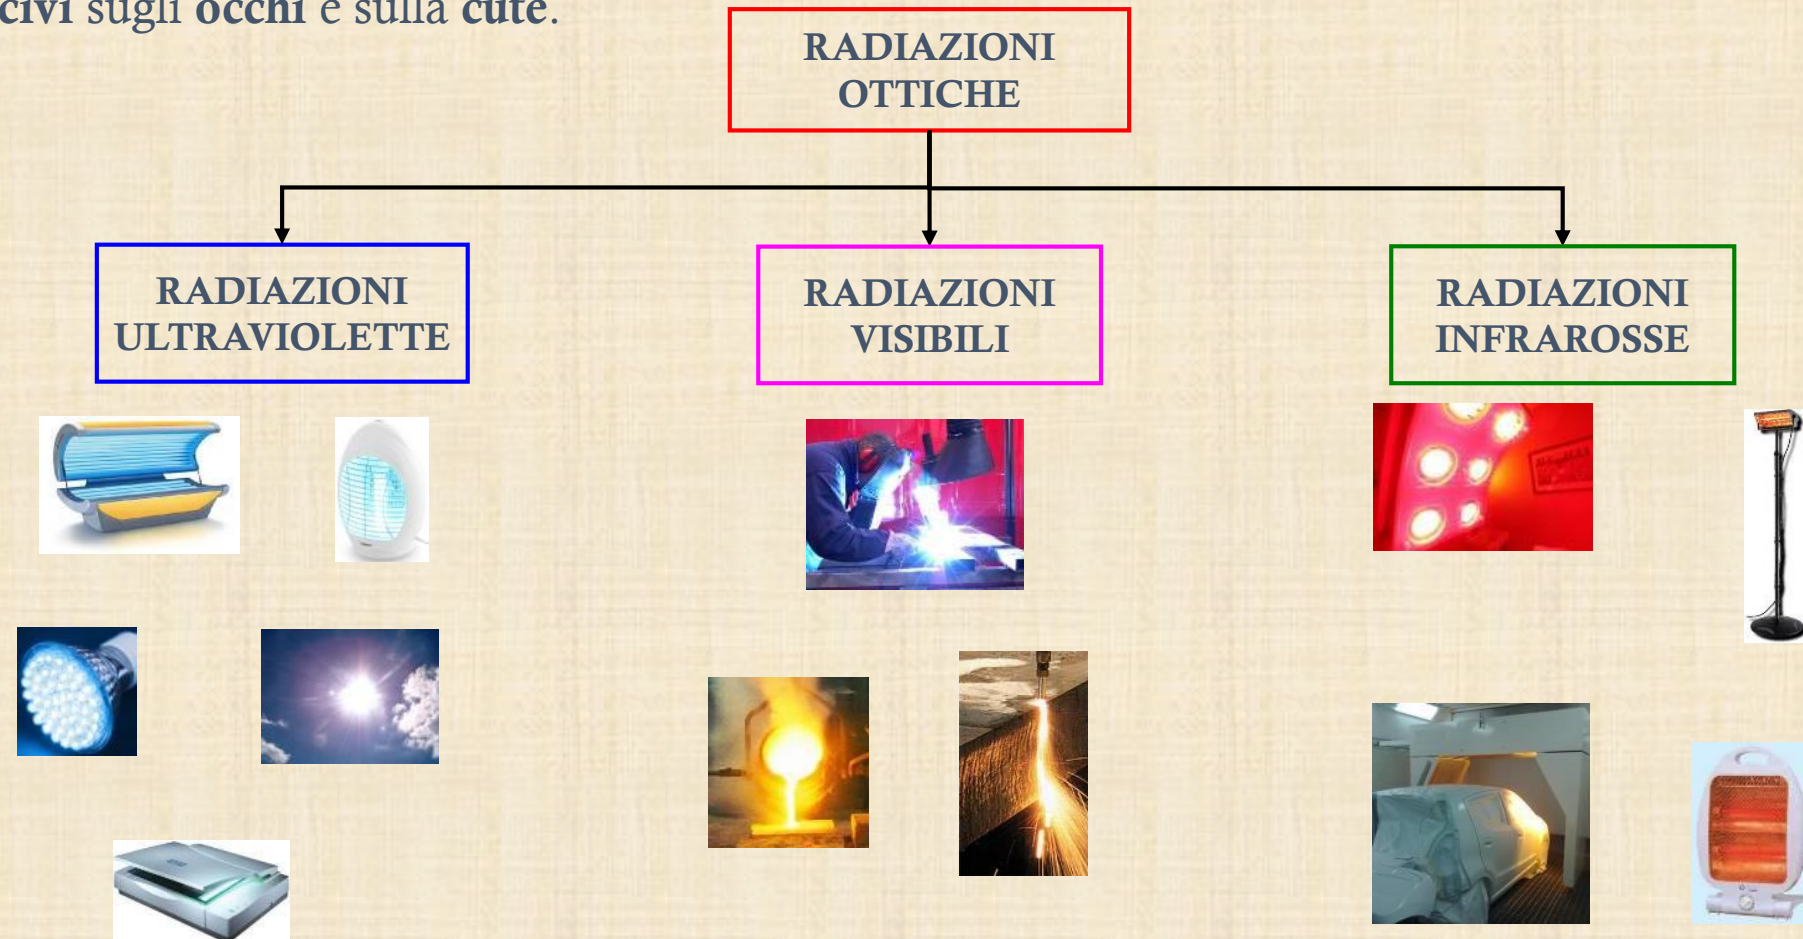 civi sugli occhi e sulla cute.
RADIAZIONI
OTTICHE
RADIAZIONI
ULTRAVIOLETTE
RADIAZIONI
VISIBILI
RADIAZIONI
INFRAROSSE